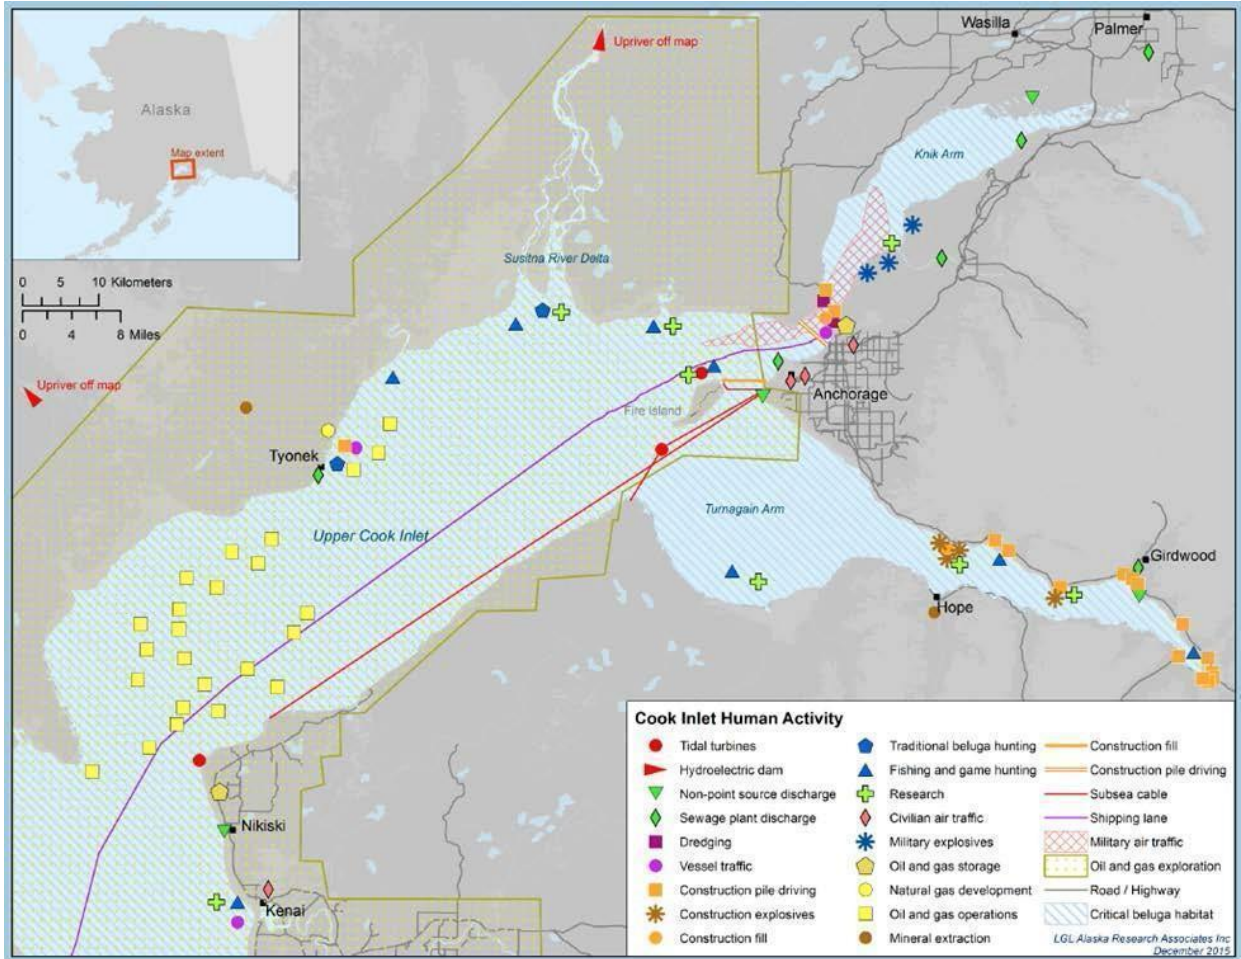 Wasilla
Palmer
Upriver off map
Alaska
Map extent
Knik Arm
Susitna River Delta
0 5 10 Kilometers
0 4 8 Miles
Upriver off map
Anchorage
Fire Island
Tyonek
Turnagain Arm
Upper Cook Inlet
Girdwood
Hope
Nikiski
Kenai
Cook Inlet Human Activity
Tidal turbines
Hydroelectric dam
Non-point source discharge
Sewage plant discharge
Dredging
Vessel traffic
Construction pile driving
Construction explosives
Construction fill
Traditional beluga hunting
Fishing and game hunting
Research
Civilian air traffic
Military explosives
Oil and gas storage
Natural gas development
Oil and gas operations
Mineral extraction
Construction fill
Construction pile driving
Subsea cable
Shipping lane
Military air traffic
Oil and gas exploration
Road / Highway
Critical beluga habitat
LGL Alaska Research Associates Inc
December 2015